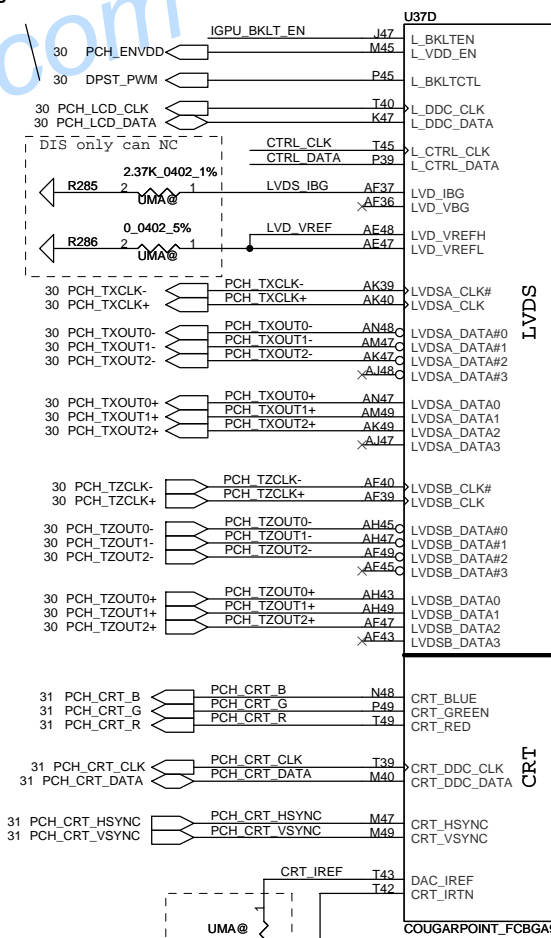 com
U37D
IGPU_BKLT_EN J47 L_BKLTEN
30 PCH_ENVDD M45 L_VDD_EN
30 DPST_PWM P45 L_BKLTCTL
30 PCH_LCD_CLK T40 L_DDC_CLK
30 PCH_LCD_DATA K47 L_DDC_DATA
DIS only can NC
CTRL_CLK T45 L_CTRL_CLK
CTRL_DATA P39 L_CTRL_DATA
2.37K_0402_1%
R285 2 1 LVDS_IBG AF37 LVD_IBG
UMA@ AF36 LVD_VBG
0_0402_5% LVD_VREF AE48 LVD_VREFH
R286 2 1 AE47 LVD_VREFL
UMA@
LVDS
30 PCH_TXCLK- PCH_TXCLK- AK39 LVDSA_CLK#
30 PCH_TXCLK+ PCH_TXCLK+ AK40 LVDSA_CLK
30 PCH_TXOUT0- PCH_TXOUT0- AN48 LVDSA_DATA#0
30 PCH_TXOUT1- PCH_TXOUT1- AM47 LVDSA_DATA#1
30 PCH_TXOUT2- PCH_TXOUT2- AK47 LVDSA_DATA#2
AJ48 LVDSA_DATA#3
30 PCH_TXOUT0+ PCH_TXOUT0+ AN47 LVDSA_DATA0
30 PCH_TXOUT1+ PCH_TXOUT1+ AM49 LVDSA_DATA1
30 PCH_TXOUT2+ PCH_TXOUT2+ AK49 LVDSA_DATA2
AJ47 LVDSA_DATA3
30 PCH_TZCLK- PCH_TZCLK- AF40 LVDSB_CLK#
30 PCH_TZCLK+ PCH_TZCLK+ AF39 LVDSB_CLK
30 PCH_TZOUT0- PCH_TZOUT0- AH45 LVDSB_DATA#0
30 PCH_TZOUT1- PCH_TZOUT1- AH47 LVDSB_DATA#1
30 PCH_TZOUT2- PCH_TZOUT2- AF49 LVDSB_DATA#2
AF45 LVDSB_DATA#3
30 PCH_TZOUT0+ PCH_TZOUT0+ AH43 LVDSB_DATA0
30 PCH_TZOUT1+ PCH_TZOUT1+ AH49 LVDSB_DATA1
30 PCH_TZOUT2+ PCH_TZOUT2+ AF47 LVDSB_DATA2
AF43 LVDSB_DATA3
31 PCH_CRT_B PCH_CRT_B N48 CRT_BLUE
31 PCH_CRT_G PCH_CRT_G P49 CRT_GREEN
31 PCH_CRT_R PCH_CRT_R T49 CRT_RED
CRT
31 PCH_CRT_CLK PCH_CRT_CLK T39 CRT_DDC_CLK
31 PCH_CRT_DATA PCH_CRT_DATA M40 CRT_DDC_DATA
31 PCH_CRT_HSYNC PCH_CRT_HSYNC M47 CRT_HSYNC
31 PCH_CRT_VSYNC PCH_CRT_VSYNC M49 CRT_VSYNC
CRT_IREF T43 DAC_IREF
T42 CRT_IRTN
1
UMA@
COUGARPOINT_FCBGA9